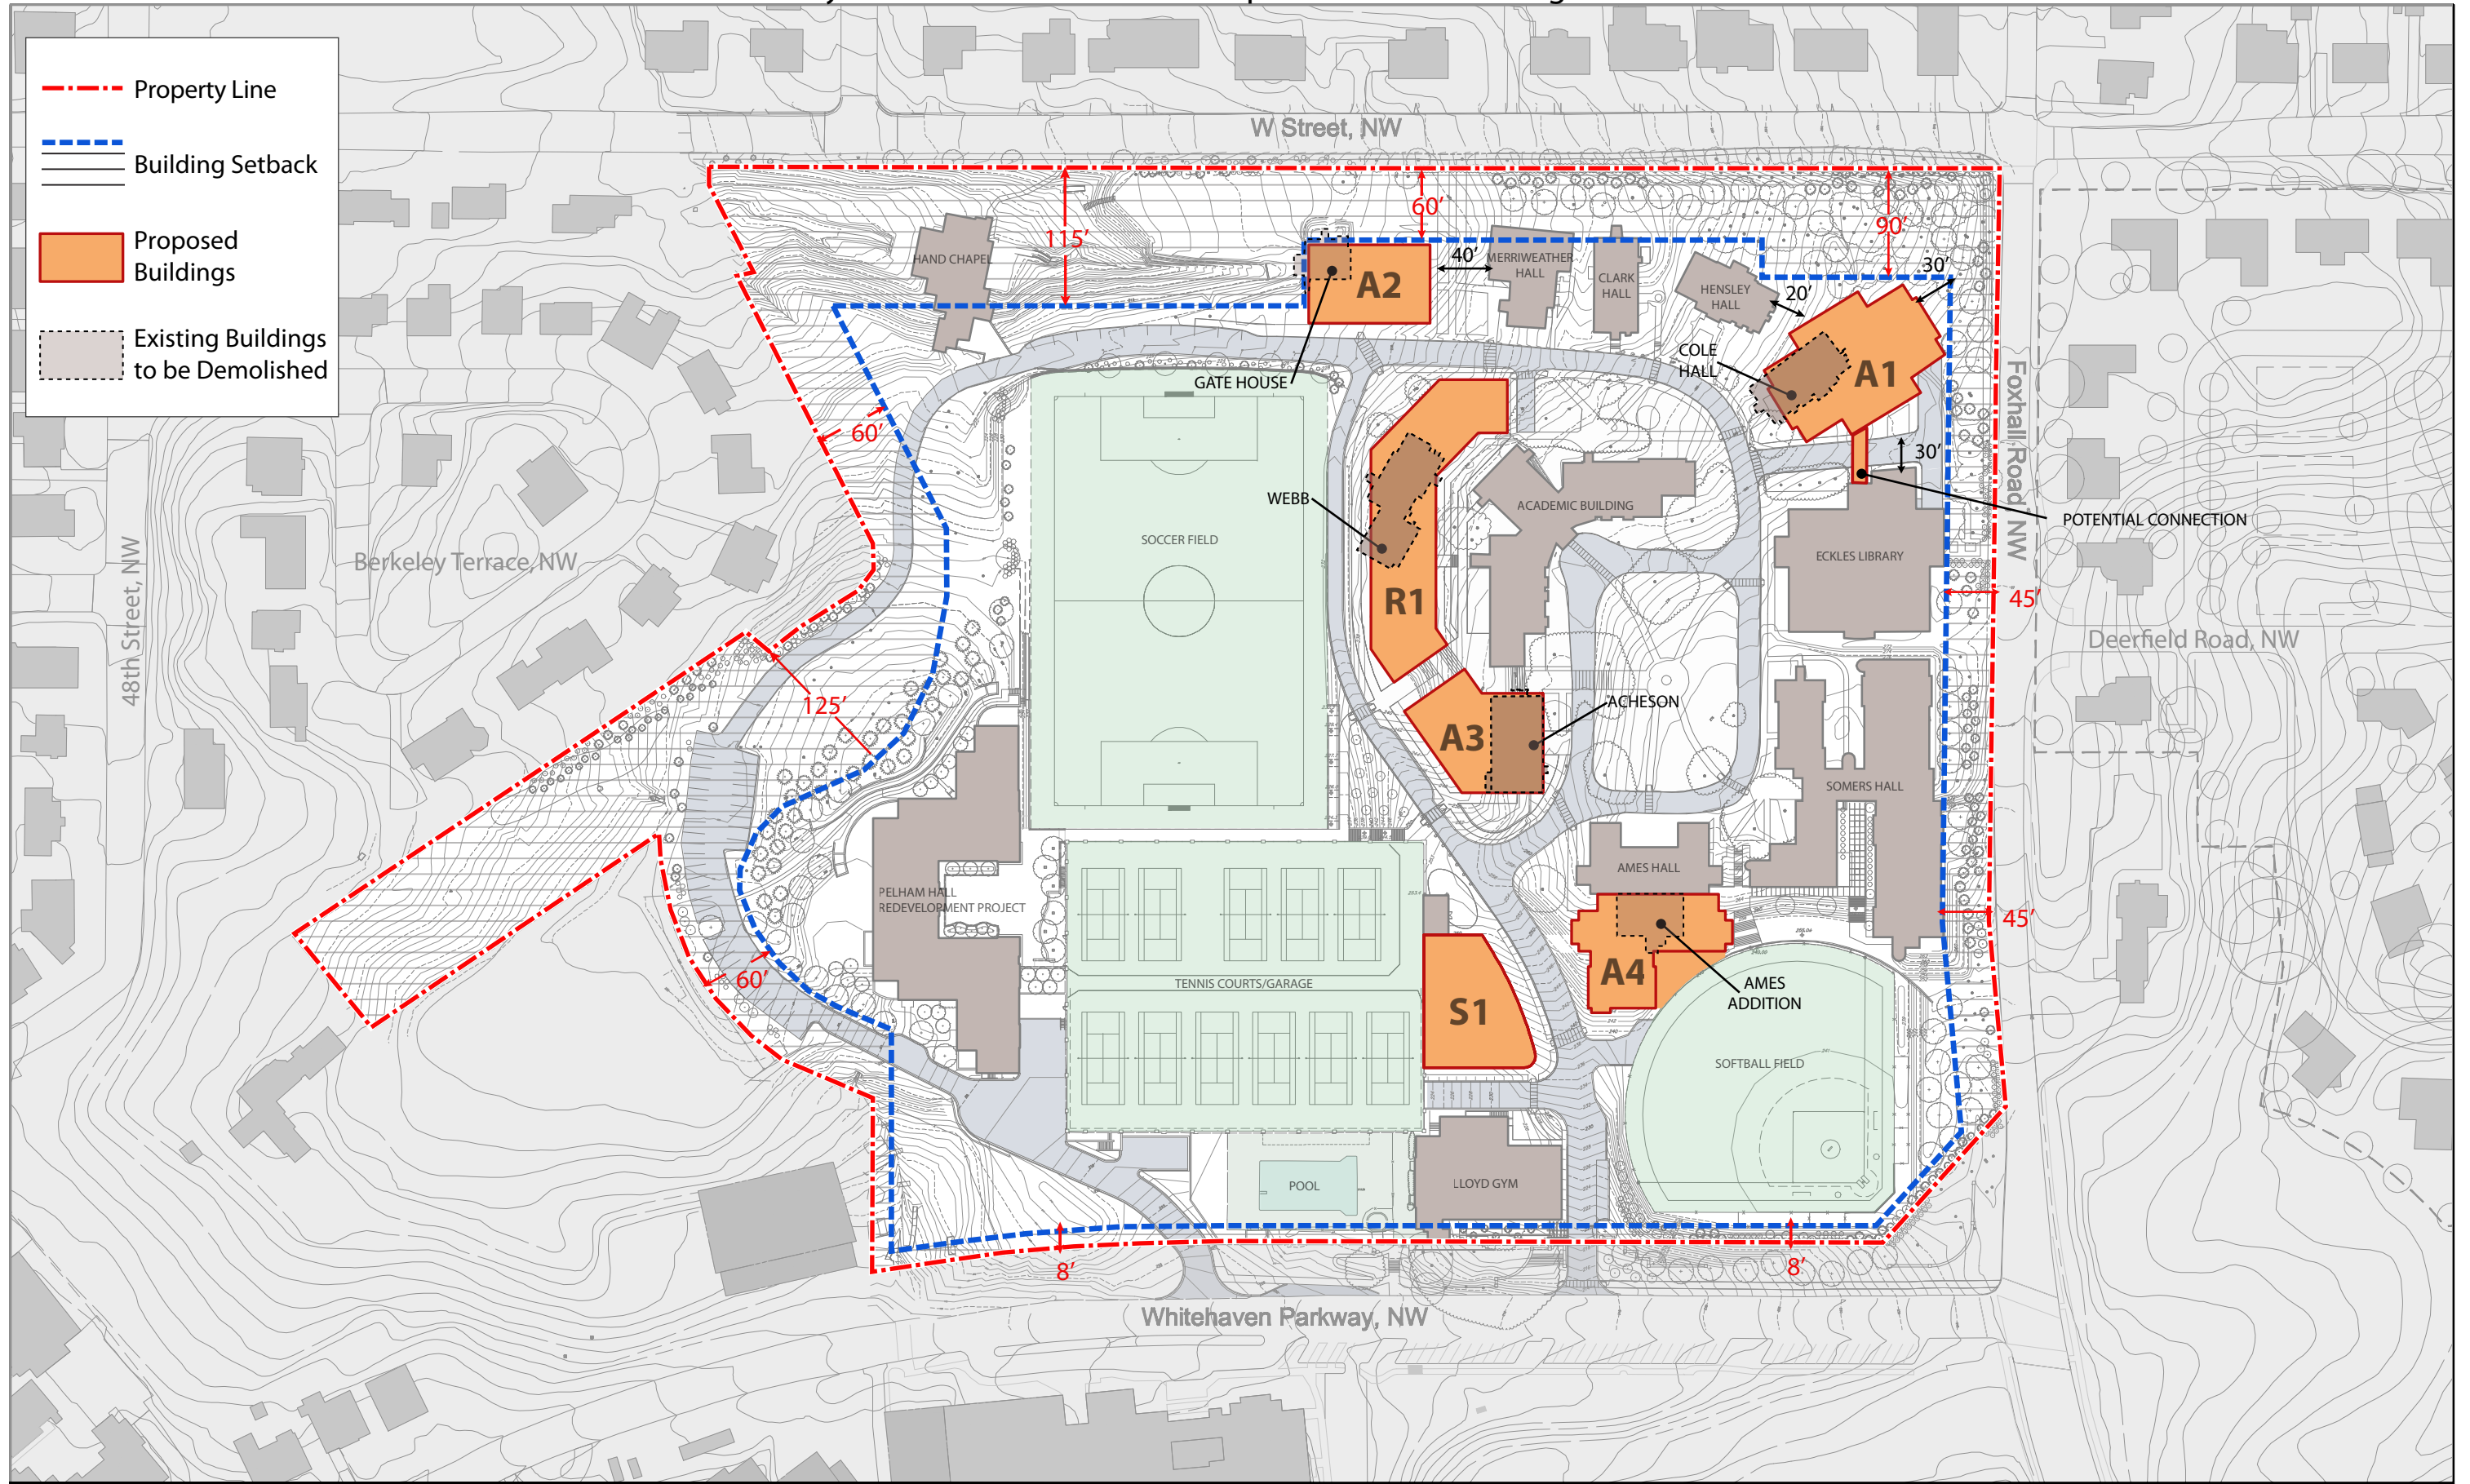 Property Line
Building Setback
Proposed
Buildings
Existing Buildings
to be Demolished
W Street, NW
115'
60'
90'
HAND CHAPEL
A2
40'
MERRIWEATHER
HALL
CLARK
HALL
HENSLEY
HALL
20'
30'
COLE
HALL
A1
GATE HOUSE
Foxhall Road, NW
60'
30'
WEBB
ACADEMIC BUILDING
POTENTIAL CONNECTION
SOCCER FIELD
ECKLES LIBRARY
Berkeley Terrace, NW
48th Street, NW
R1
45'
Deerfield Road, NW
125'
ACHESON
A3
SOMERS HALL
AMES HALL
PELHAM HALL
REDEVELOPMENT PROJECT
45'
60'
TENNIS COURTS/GARAGE
A4
AMES
ADDITION
S1
SOFTBALL FIELD
POOL
LLOYD GYM
8'
8'
Whitehaven Parkway, NW